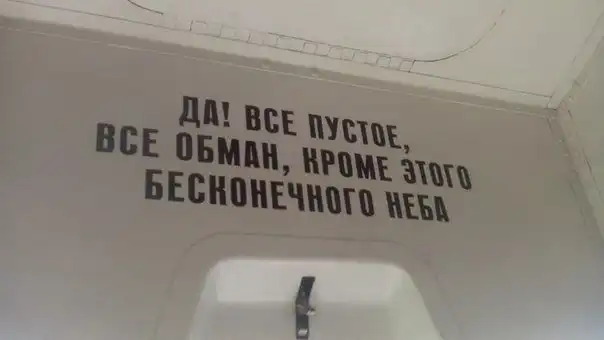 ДА! ВСЕ ПУСТОЕ,
ВСЕ ОБМАН, КРОМЕ ЭТОГО
БЕСКОНЕЧНОГО НЕБА